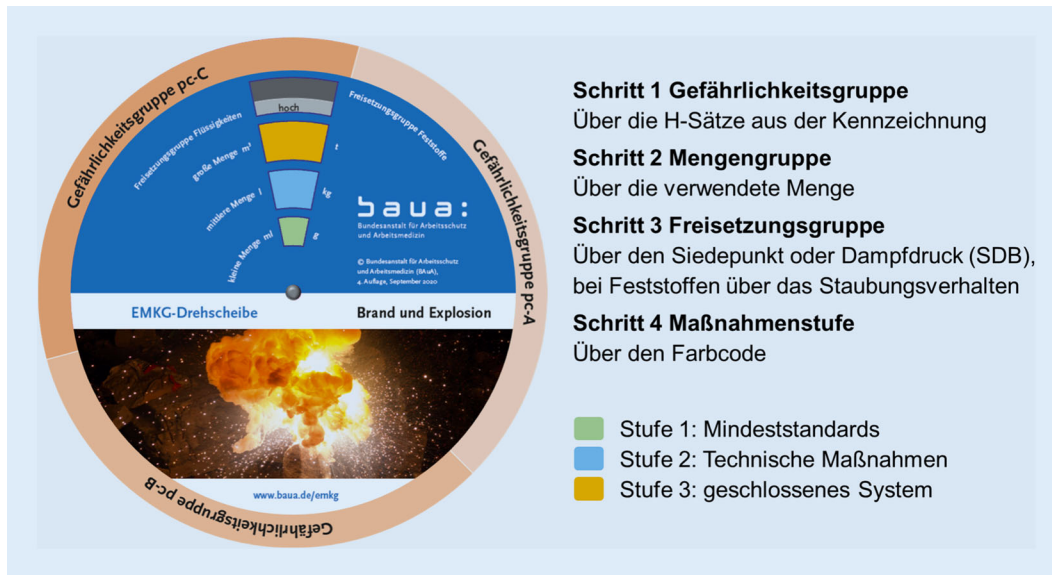 Gefährlichkeitsgruppe pc-C
Gefährlichkeitsgruppe pc-A
Gefährlichkeitsgruppe pc-B
hoch
Freisetzungsgruppe Flüssigkeiten
Freisetzungsgruppe Feststoffe
große Menge m³
t
mittlere Menge l
kg
kleine Menge ml
g
baua:
Bundesanstalt für Arbeitsschutz
und Arbeitsmedizin
© Bundesanstalt für Arbeitsschutz
und Arbeitsmedizin (BAuA),
4. Auflage, September 2020
EMKG-Drehscheibe
Brand und Explosion
www.baua.de/emkg
Schritt 1 Gefährlichkeitsgruppe
Über die H-Sätze aus der Kennzeichnung
Schritt 2 Mengengruppe
Über die verwendete Menge
Schritt 3 Freisetzungsgruppe
Über den Siedepunkt oder Dampfdruck (SDB),
bei Feststoffen über das Staubungsverhalten
Schritt 4 Maßnahmenstufe
Über den Farbcode
Stufe 1: Mindeststandards
Stufe 2: Technische Maßnahmen
Stufe 3: geschlossenes System